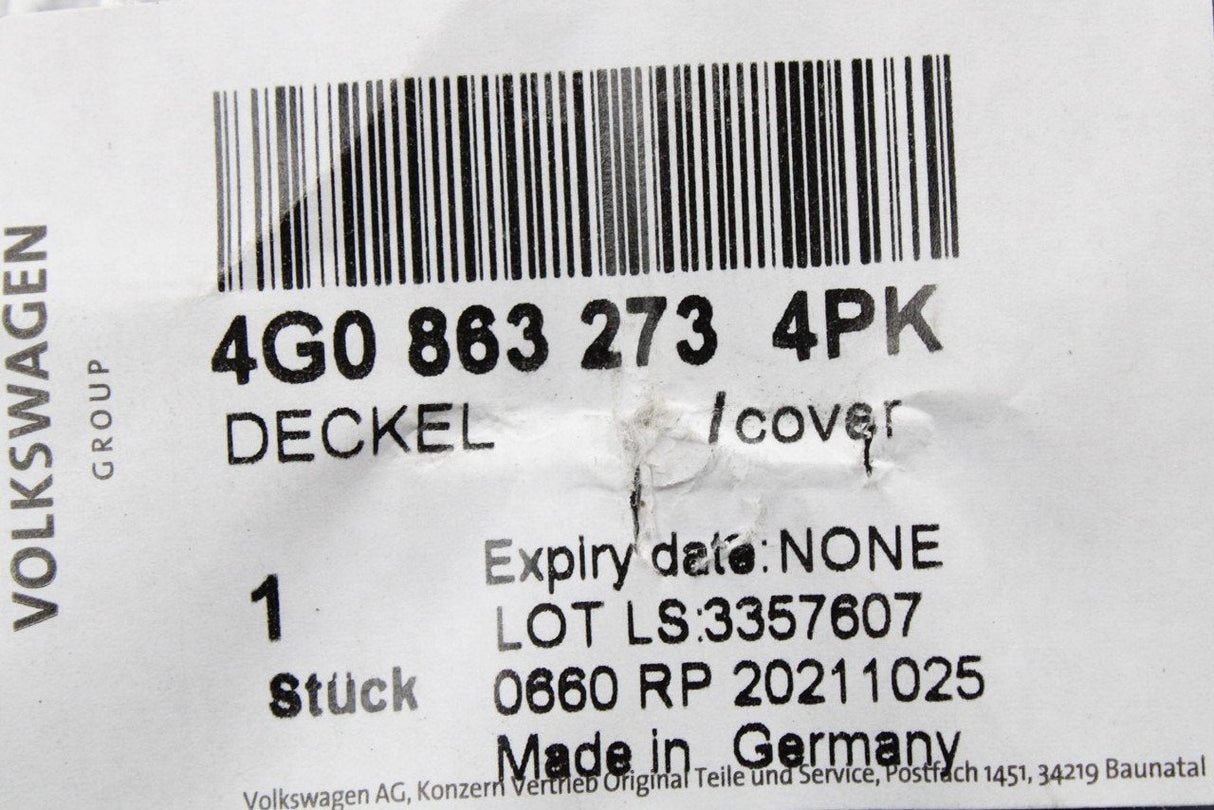 VOLKSWAGEN
GROUP
4G0 863 273 4PK
DECKEL /cover
Expiry date: NONE
1 LOT LS:3357607
Stück 0660 RP 20211025
Made in Germany
Volkswagen AG, Konzern Vertrieb Original Teile und Service, Postfach 1451, 34219 Baunatal